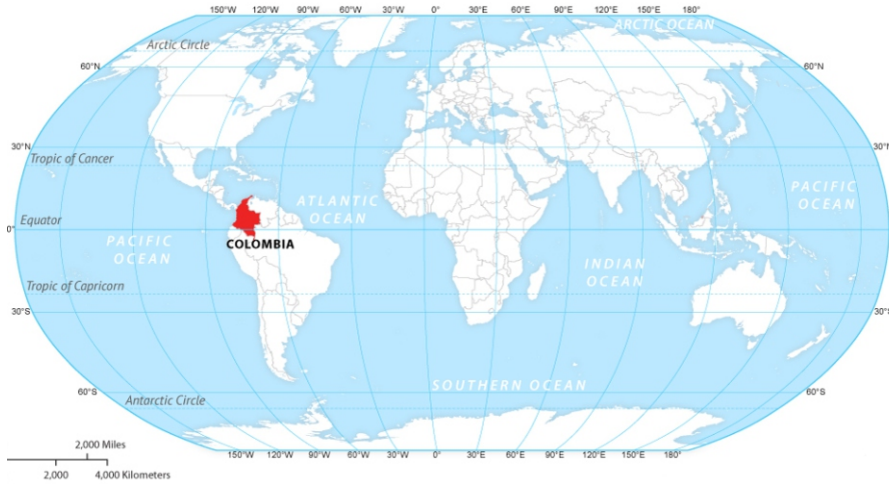 150°W 120°W 90°W 60°W 30°W 0° 30°E 60°E 90°E 120°E 150°E 180°
ARCTIC OCEAN
Arctic Circle
60°N 60°N
30°N 30°N
Tropic of Cancer
ATLANTIC
OCEAN
PACIFIC
OCEAN
Equator
0° 0°
COLOMBIA
PACIFIC
OCEAN
INDIAN
OCEAN
Tropic of Capricorn
30°S 30°S
SOUTHERN OCEAN
60°S 60°S
Antarctic Circle
150°W 120°W 90°W 60°W 30°W 0° 30°E 60°E 90°E 120°E 150°E 180°
2,000 Miles
2,000 4,000 Kilometers